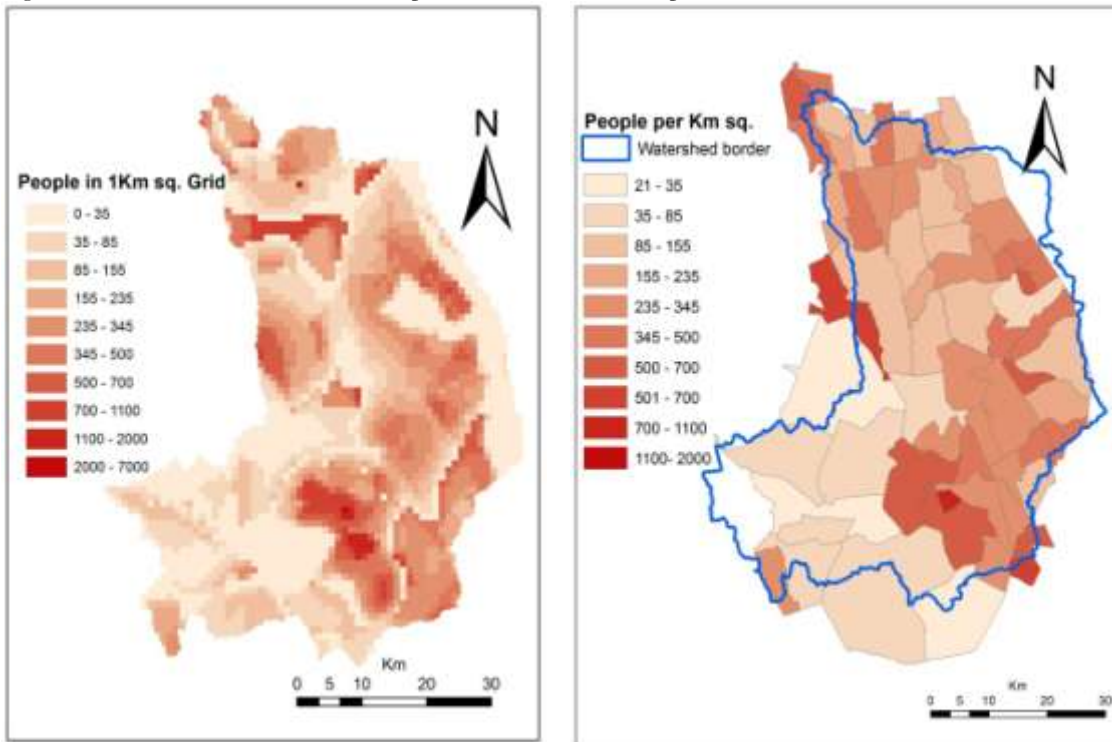 People in 1Km sq. Grid
0 - 35
35 - 85
85 - 155
155 - 235
235 - 345
345 - 500
500 - 700
700 - 1100
1100 - 2000
2000 - 7000
N
Km
0 5 10 20 30
People per Km sq.
Watershed border
21 - 35
35 - 85
85 - 155
155 - 235
235 - 345
345 - 500
500 - 700
501 - 700
700 - 1100
1100- 2000
N
Km
0 5 10 20 30